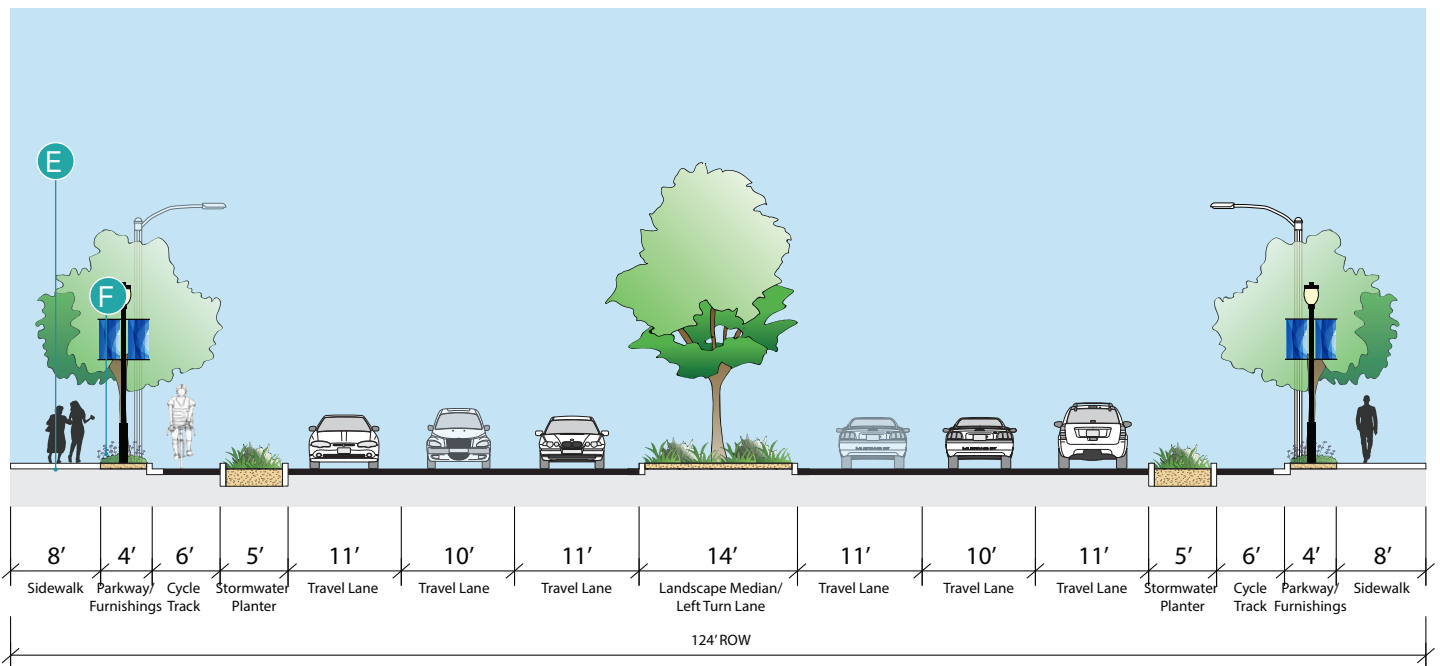 E
F
8’ 4’ 6’ 5’ 11’ 10’ 11’ 14’ 11’ 10’ 11’ 5’ 6’ 4’ 8’
Sidewalk Parkway/ Cycle Stormwater Travel Lane Travel Lane Travel Lane Landscape Median/ Travel Lane Travel Lane Travel Lane Stormwater Cycle Parkway/ Sidewalk
Furnishings Track Planter Left Turn Lane Planter Track Furnishings
124’ ROW